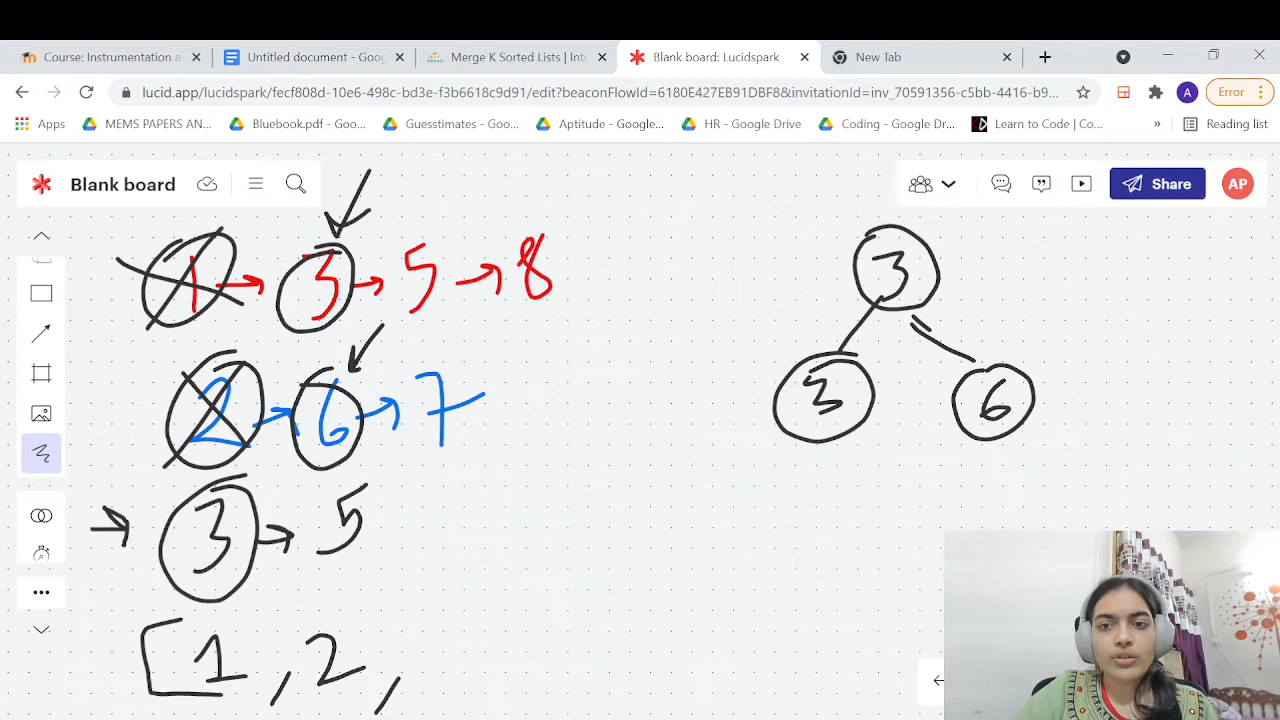 Course: Instrumentation a
Untitled document - Goog
Merge K Sorted Lists | Inte
Blank board: Lucidspark
New Tab
lucid.app/lucidspark/fecf808d-10e6-498c-bd3e-f3b6618c9d91/edit?beaconFlowId=6180E427EB91DBF8&invitationId=inv_70591356-c5bb-4416-b9...
A
Error
Apps
MEMS PAPERS AN...
Bluebook.pdf - Goo...
Guesstimates - Goo...
Aptitude - Google...
HR - Google Drive
Coding - Google Dr...
Learn to Code | Co...
»
Reading list
Blank board
Share
AP
1 → 3 → 5 → 8
2 → 6 → 7
→ 3 → 5
[1, 2,
3
3 6